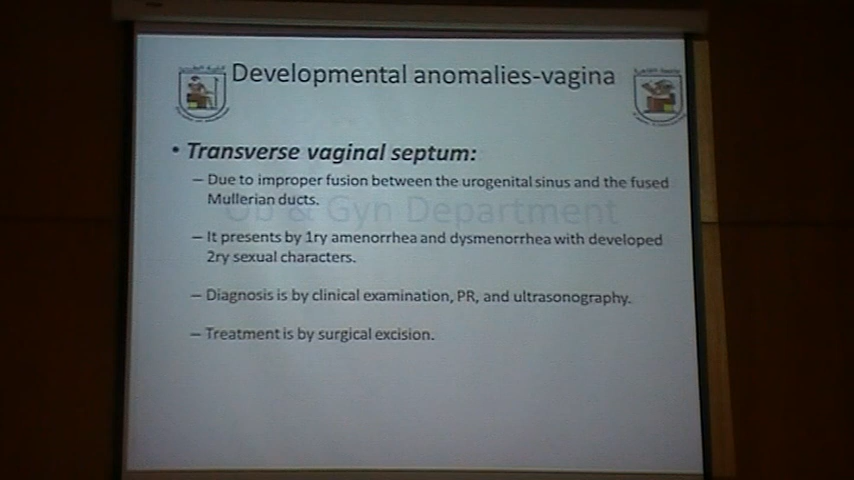 Developmental anomalies-vagina
• Transverse vaginal septum:
– Due to improper fusion between the urogenital sinus and the fused
Mullerian ducts.
Ob & Gyn Department
– It presents by 1ry amenorrhea and dysmenorrhea with developed
2ry sexual characters.
– Diagnosis is by clinical examination, PR, and ultrasonography.
– Treatment is by surgical excision.